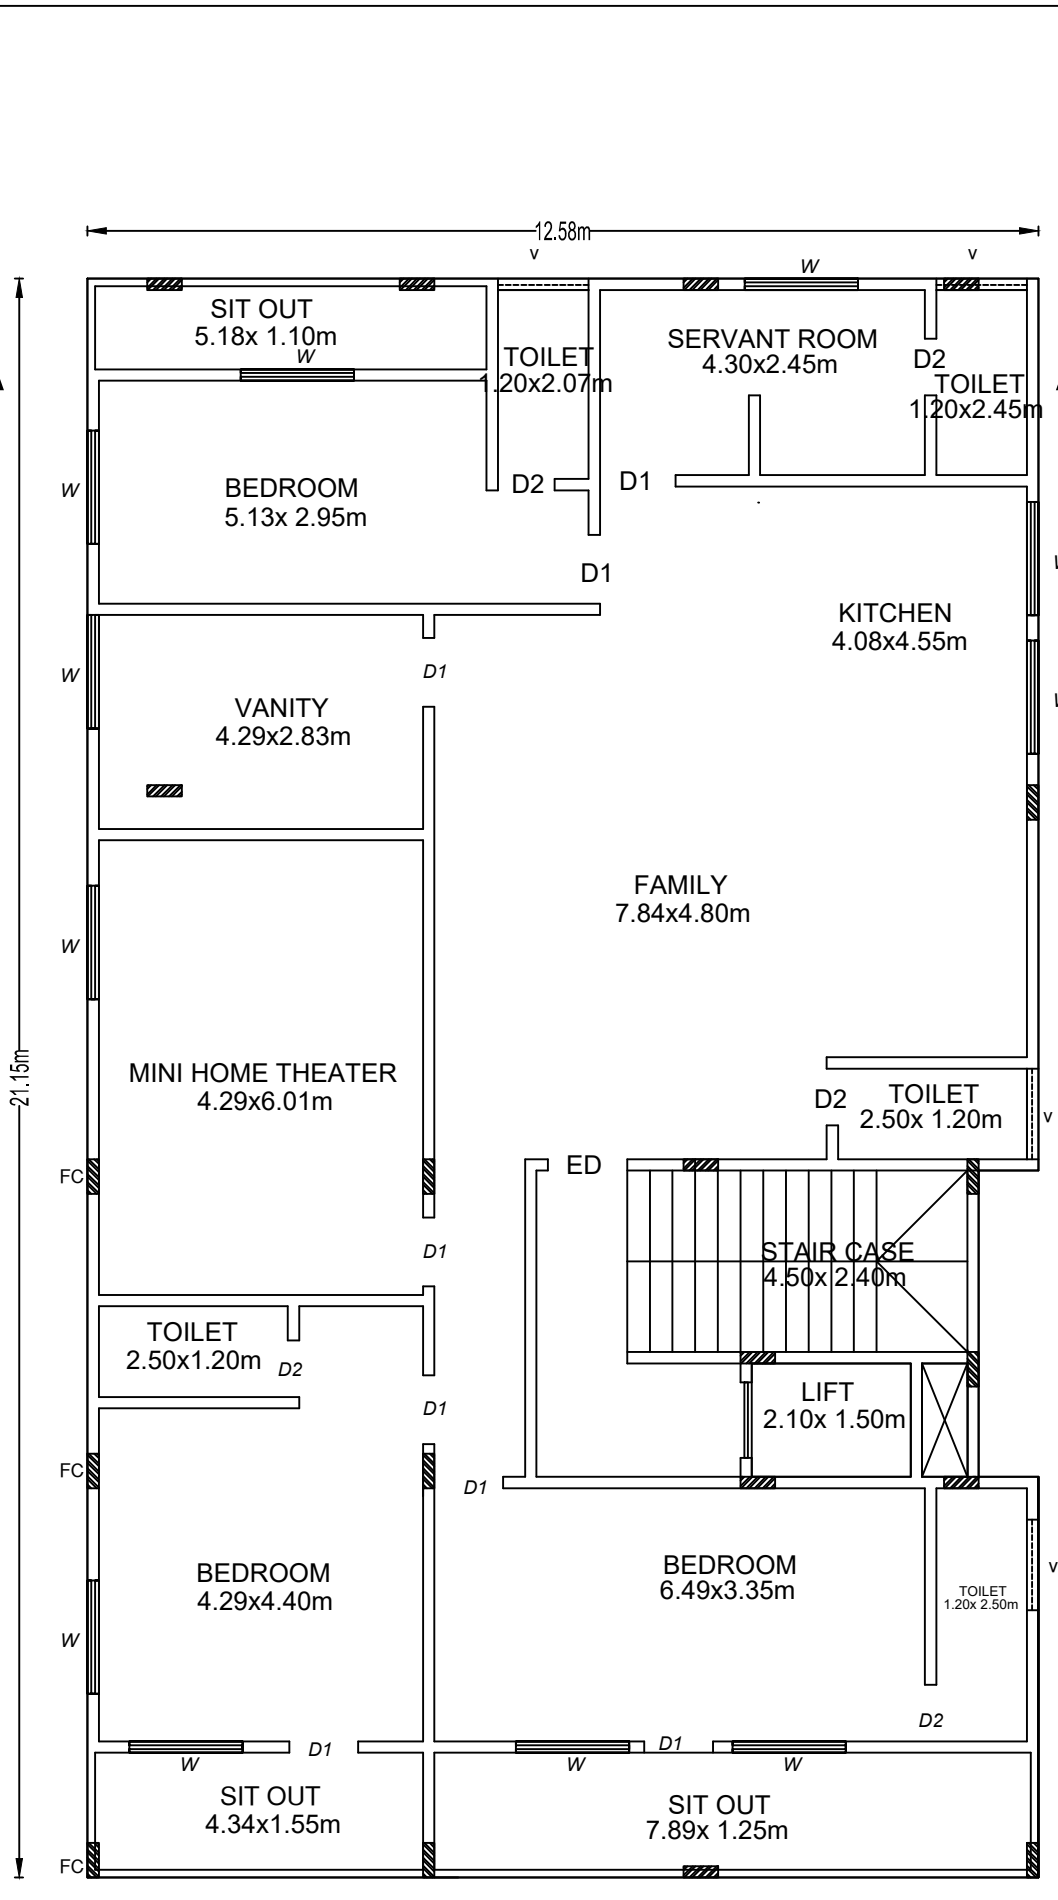 12.58m
v
v
W
SIT OUT
5.18x 1.10m
W
TOILET
1.20x2.07m
SERVANT ROOM
4.30x2.45m
D2
TOILET
1.20x2.45m
W
BEDROOM
5.13x 2.95m
D2
D1
D1
KITCHEN
4.08x4.55m
W
VANITY
4.29x2.83m
D1
FAMILY
7.84x4.80m
W
21.15m
MINI HOME THEATER
4.29x6.01m
D2
TOILET
2.50x 1.20m
v
FC
ED
D1
STAIR CASE
4.50x 2.40m
TOILET
2.50x1.20m
D2
D1
LIFT
2.10x 1.50m
FC
D1
BEDROOM
4.29x4.40m
BEDROOM
6.49x3.35m
TOILET
1.20x 2.50m
v
W
D2
D1
W
D1
W
W
SIT OUT
4.34x1.55m
SIT OUT
7.89x 1.25m
FC